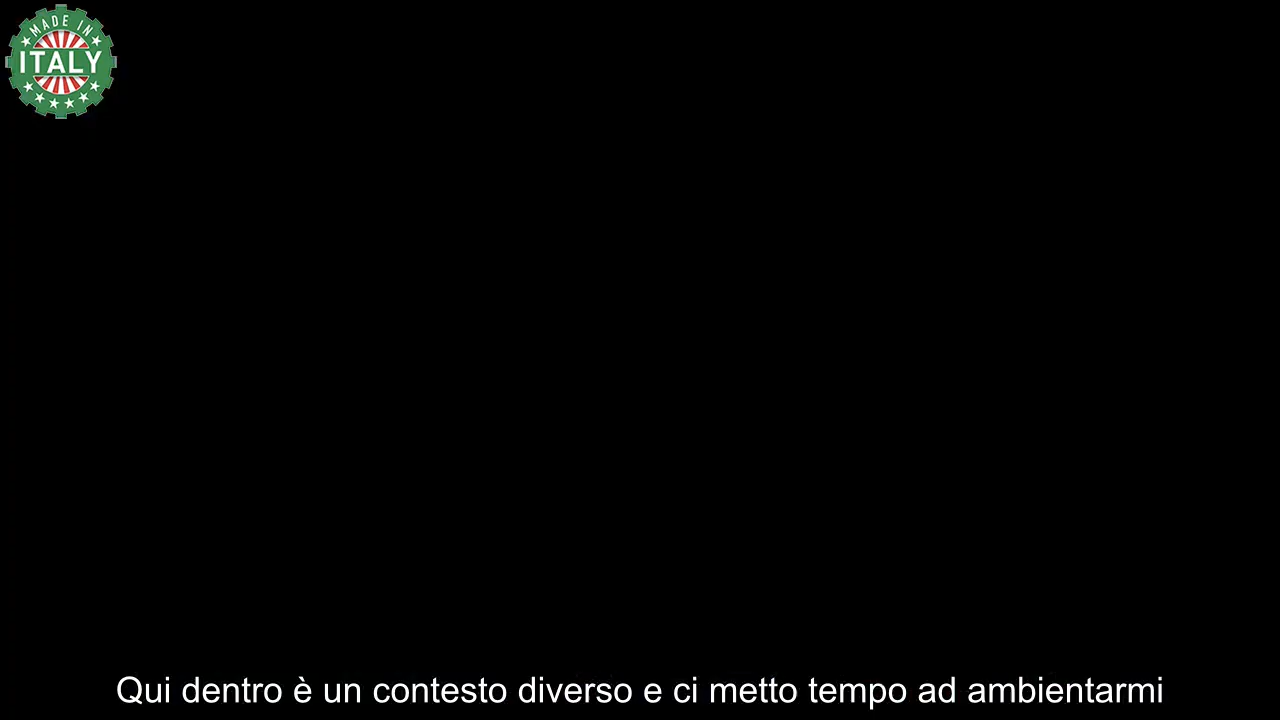 MADE IN
ITALY
Qui dentro è un contesto diverso e ci metto tempo ad ambientarmi